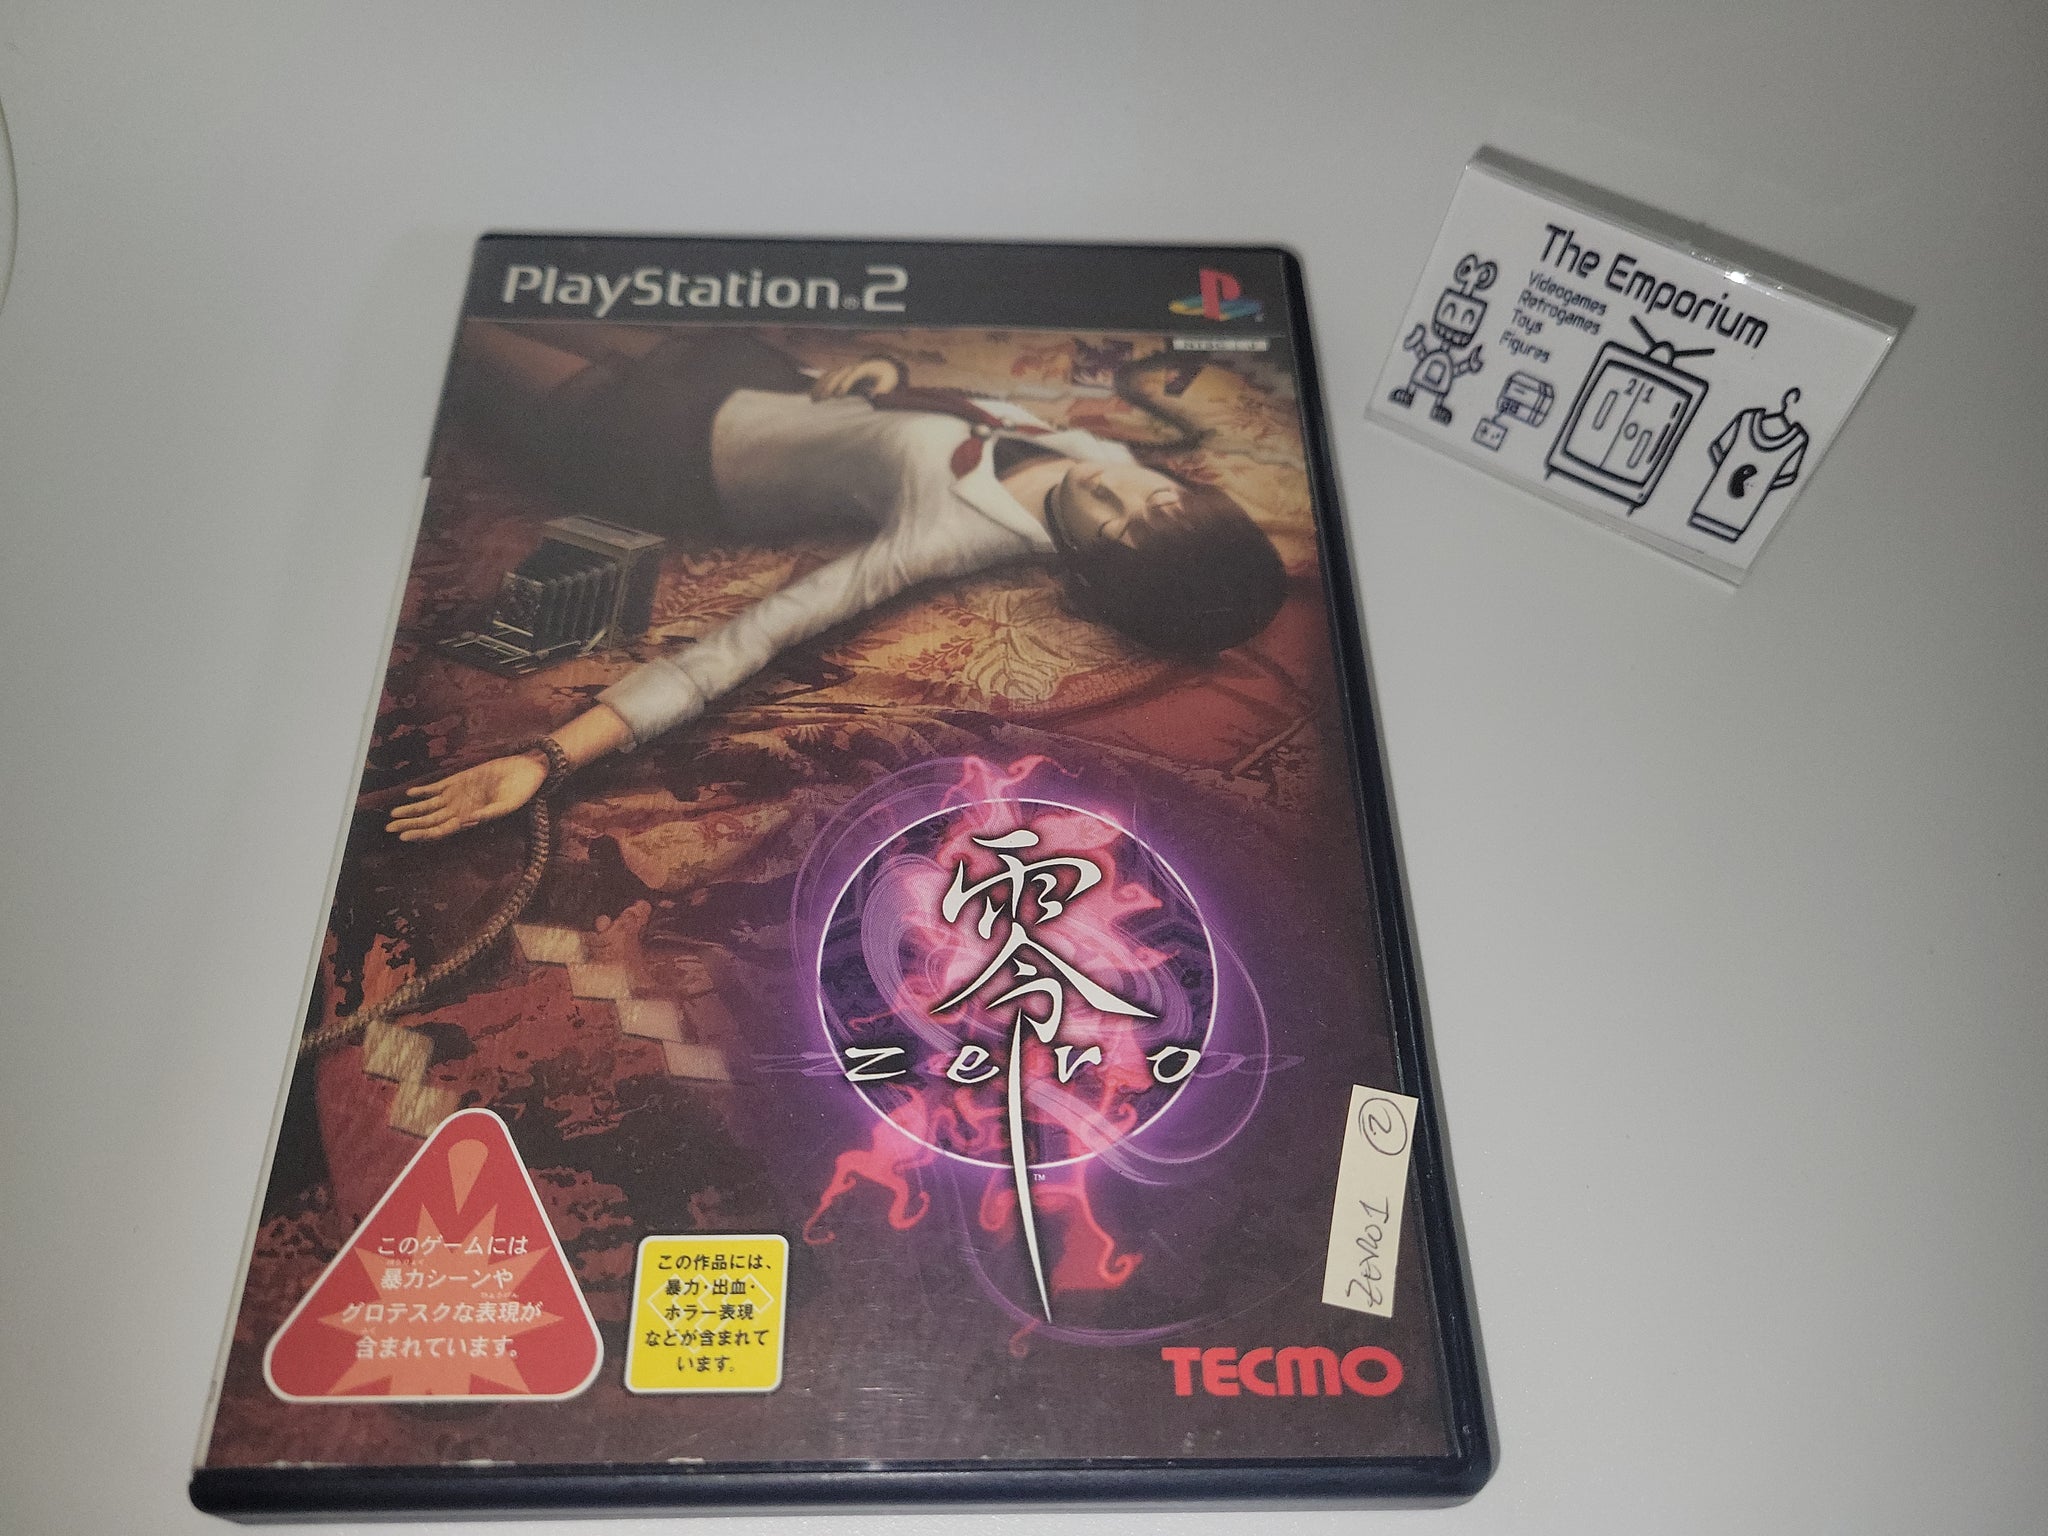 PlayStation®2
NTSC J
零
zero
™
このゲームには
暴力シーンや
グロテスクな表現が
含まれています。
この作品には、
暴力・出血・
ホラー表現
などが含まれて
います。
TECMO
ZERO1 ②
The Emporium
Videogames
Retrogames
Toys
Figures
2 1